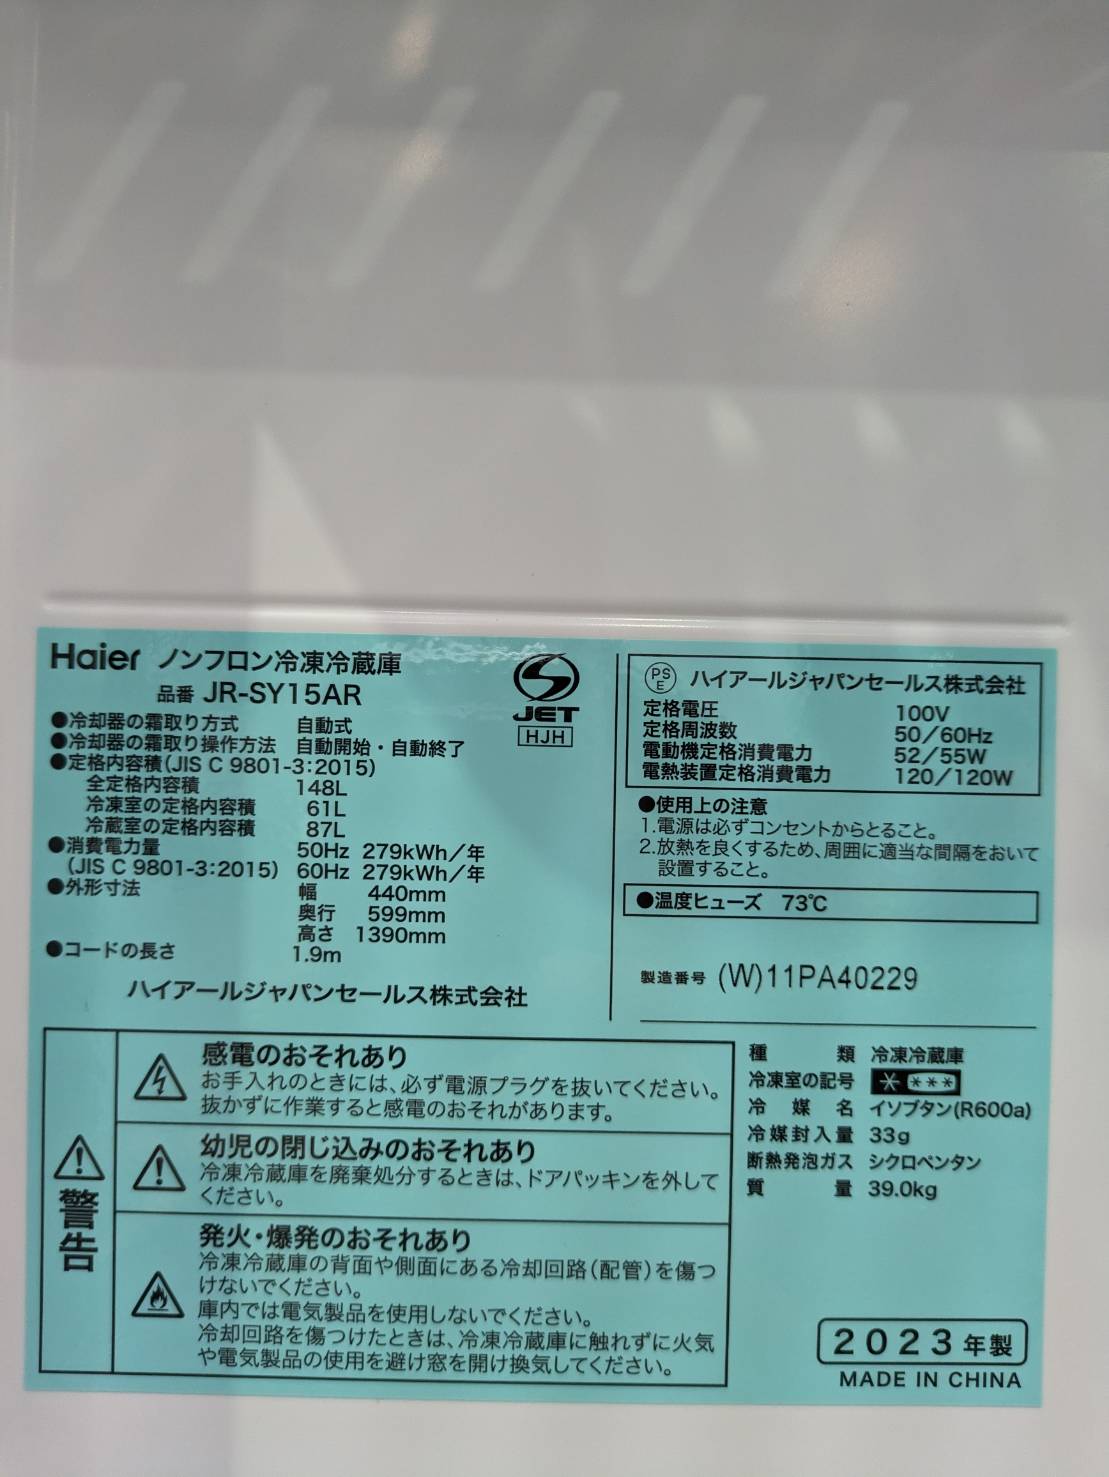 Haier ノンフロン冷凍冷蔵庫
品番 JR-SY15AR
●冷却器の霜取り方式 自動式
●冷却器の霜取り操作方法 自動開始・自動終了
●定格内容積(JIS C 9801-3:2015)
全定格内容積 148L
冷凍室の定格内容積 61L
冷蔵室の定格内容積 87L
●消費電力量 50Hz 279kWh/年
(JIS C 9801-3:2015) 60Hz 279kWh/年
●外形寸法 幅 440mm
奥行 599mm
高さ 1390mm
●コードの長さ 1.9m
ハイアールジャパンセールス株式会社
JET
HJH
PS
E
ハイアールジャパンセールス株式会社
定格電圧 100V
定格周波数 50/60Hz
電動機定格消費電力 52/55W
電熱装置定格消費電力 120/120W
●使用上の注意
1.電源は必ずコンセントからとること。
2.放熱を良くするため、周囲に適当な間隔をおいて
設置すること。
●温度ヒューズ 73℃
製造番号 (W)11PA40229
警告
感電のおそれあり
お手入れのときには、必ず電源プラグを抜いてください。
抜かずに作業すると感電のおそれがあります。
幼児の閉じ込みのおそれあり
冷凍冷蔵庫を廃棄処分するときは、ドアパッキンを外して
ください。
発火・爆発のおそれあり
冷凍冷蔵庫の背面や側面にある冷却回路(配管)を傷つ
けないでください。
庫内では電気製品を使用しないでください。
冷却回路を傷つけたときは、冷凍冷蔵庫に触れずに火気
や電気製品の使用を避け窓を開け換気してください。
種類 冷凍冷蔵庫
冷凍室の記号 * ***
冷媒名 イソブタン(R600a)
冷媒封入量 33g
断熱発泡ガス シクロペンタン
質量 39.0kg
2023年製
MADE IN CHINA